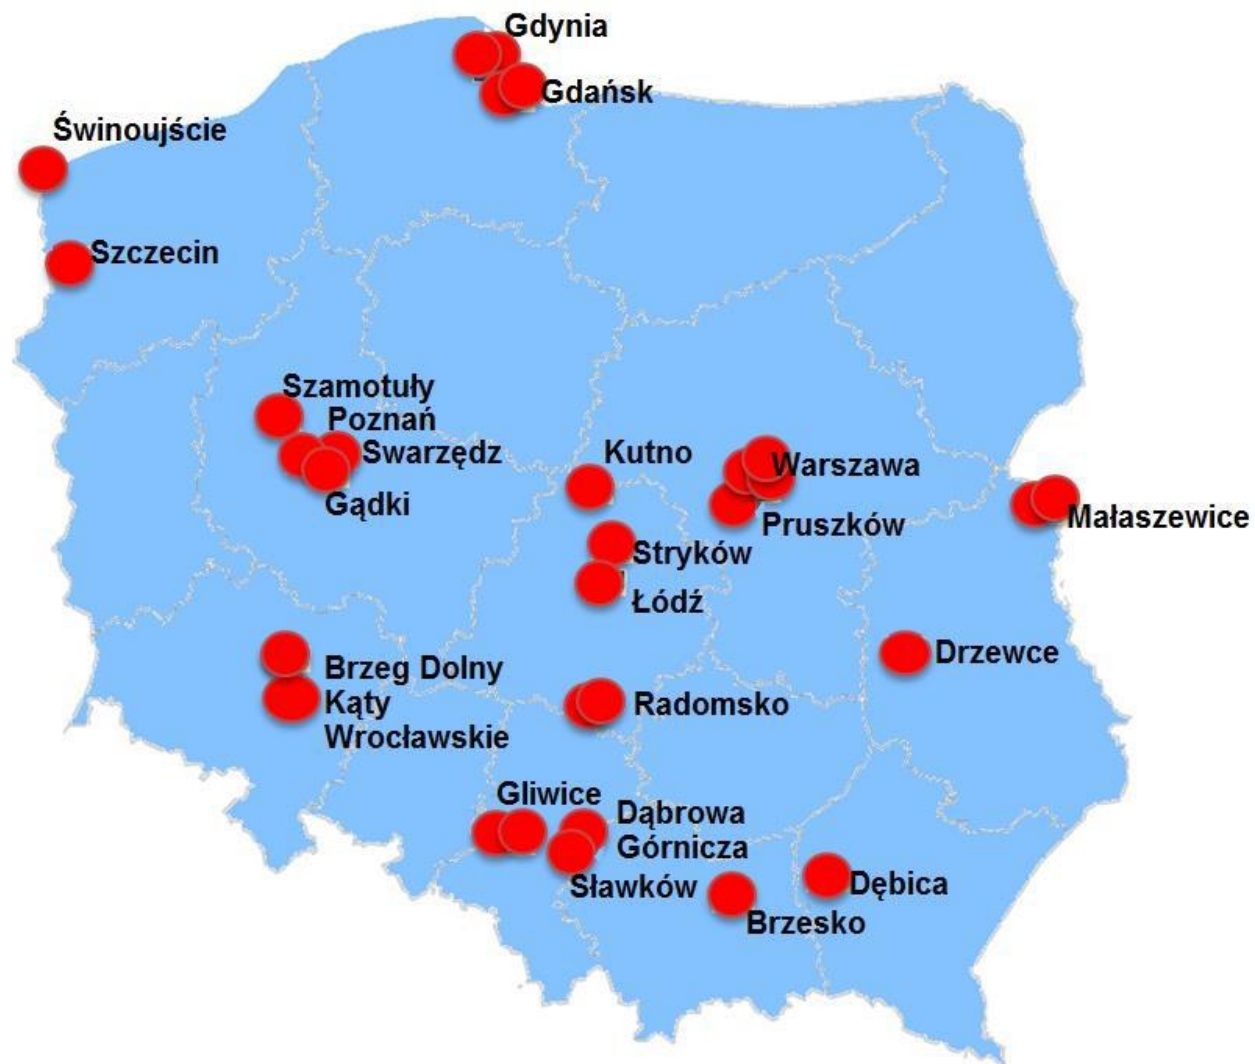 Gdynia
Gdańsk
Świnoujście
Szczecin
Szamotuły
Poznań
Swarzędz
Gądki
Kutno
Warszawa
Pruszków
Małaszewice
Stryków
Łódź
Drzewce
Brzeg Dolny
Kąty
Wrocławskie
Radomsko
Gliwice
Dąbrowa
Górnicza
Sławków
Dębica
Brzesko